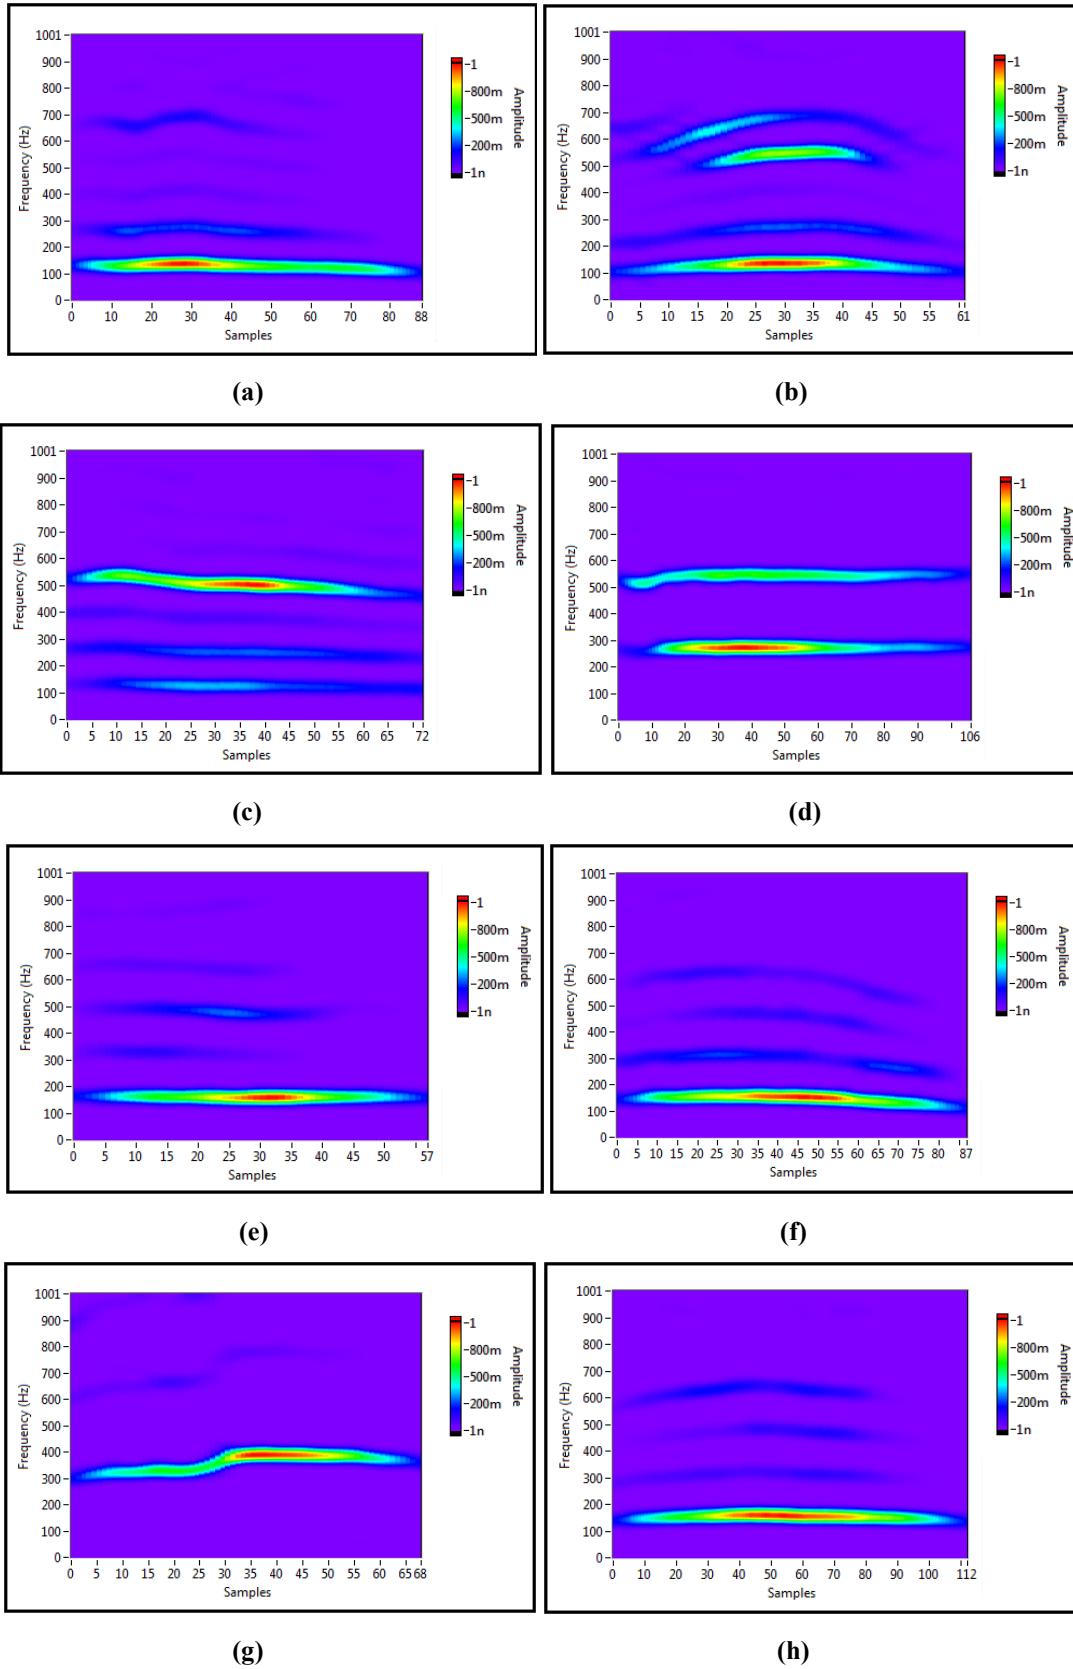 1001
900
800
700
600
500
400
300
200
100
0
Frequency (Hz)
0 10 20 30 40 50 60 70 80 88
Samples
1
800m
500m
200m
1n
Amplitude
(a)
1001
900
800
700
600
500
400
300
200
100
0
Frequency (Hz)
0 5 10 15 20 25 30 35 40 45 50 55 61
Samples
1
800m
500m
200m
1n
Amplitude
(b)
1001
900
800
700
600
500
400
300
200
100
0
Frequency (Hz)
0 5 10 15 20 25 30 35 40 45 50 55 60 65 72
Samples
1
800m
500m
200m
1n
Amplitude
(c)
1001
900
800
700
600
500
400
300
200
100
0
Frequency (Hz)
0 10 20 30 40 50 60 70 80 90 106
Samples
1
800m
500m
200m
1n
Amplitude
(d)
1001
900
800
700
600
500
400
300
200
100
0
Frequency (Hz)
0 5 10 15 20 25 30 35 40 45 50 57
Samples
1
800m
500m
200m
1n
Amplitude
(e)
1001
900
800
700
600
500
400
300
200
100
0
Frequency (Hz)
0 5 10 15 20 25 30 35 40 45 50 55 60 65 70 75 80 87
Samples
1
800m
500m
200m
1n
Amplitude
(f)
1001
900
800
700
600
500
400
300
200
100
0
Frequency (Hz)
0 5 10 15 20 25 30 35 40 45 50 55 60 65 68
Samples
1
800m
500m
200m
1n
Amplitude
(g)
1001
900
800
700
600
500
400
300
200
100
0
Frequency (Hz)
0 10 20 30 40 50 60 70 80 90 100 112
Samples
1
800m
500m
200m
1n
Amplitude
(h)